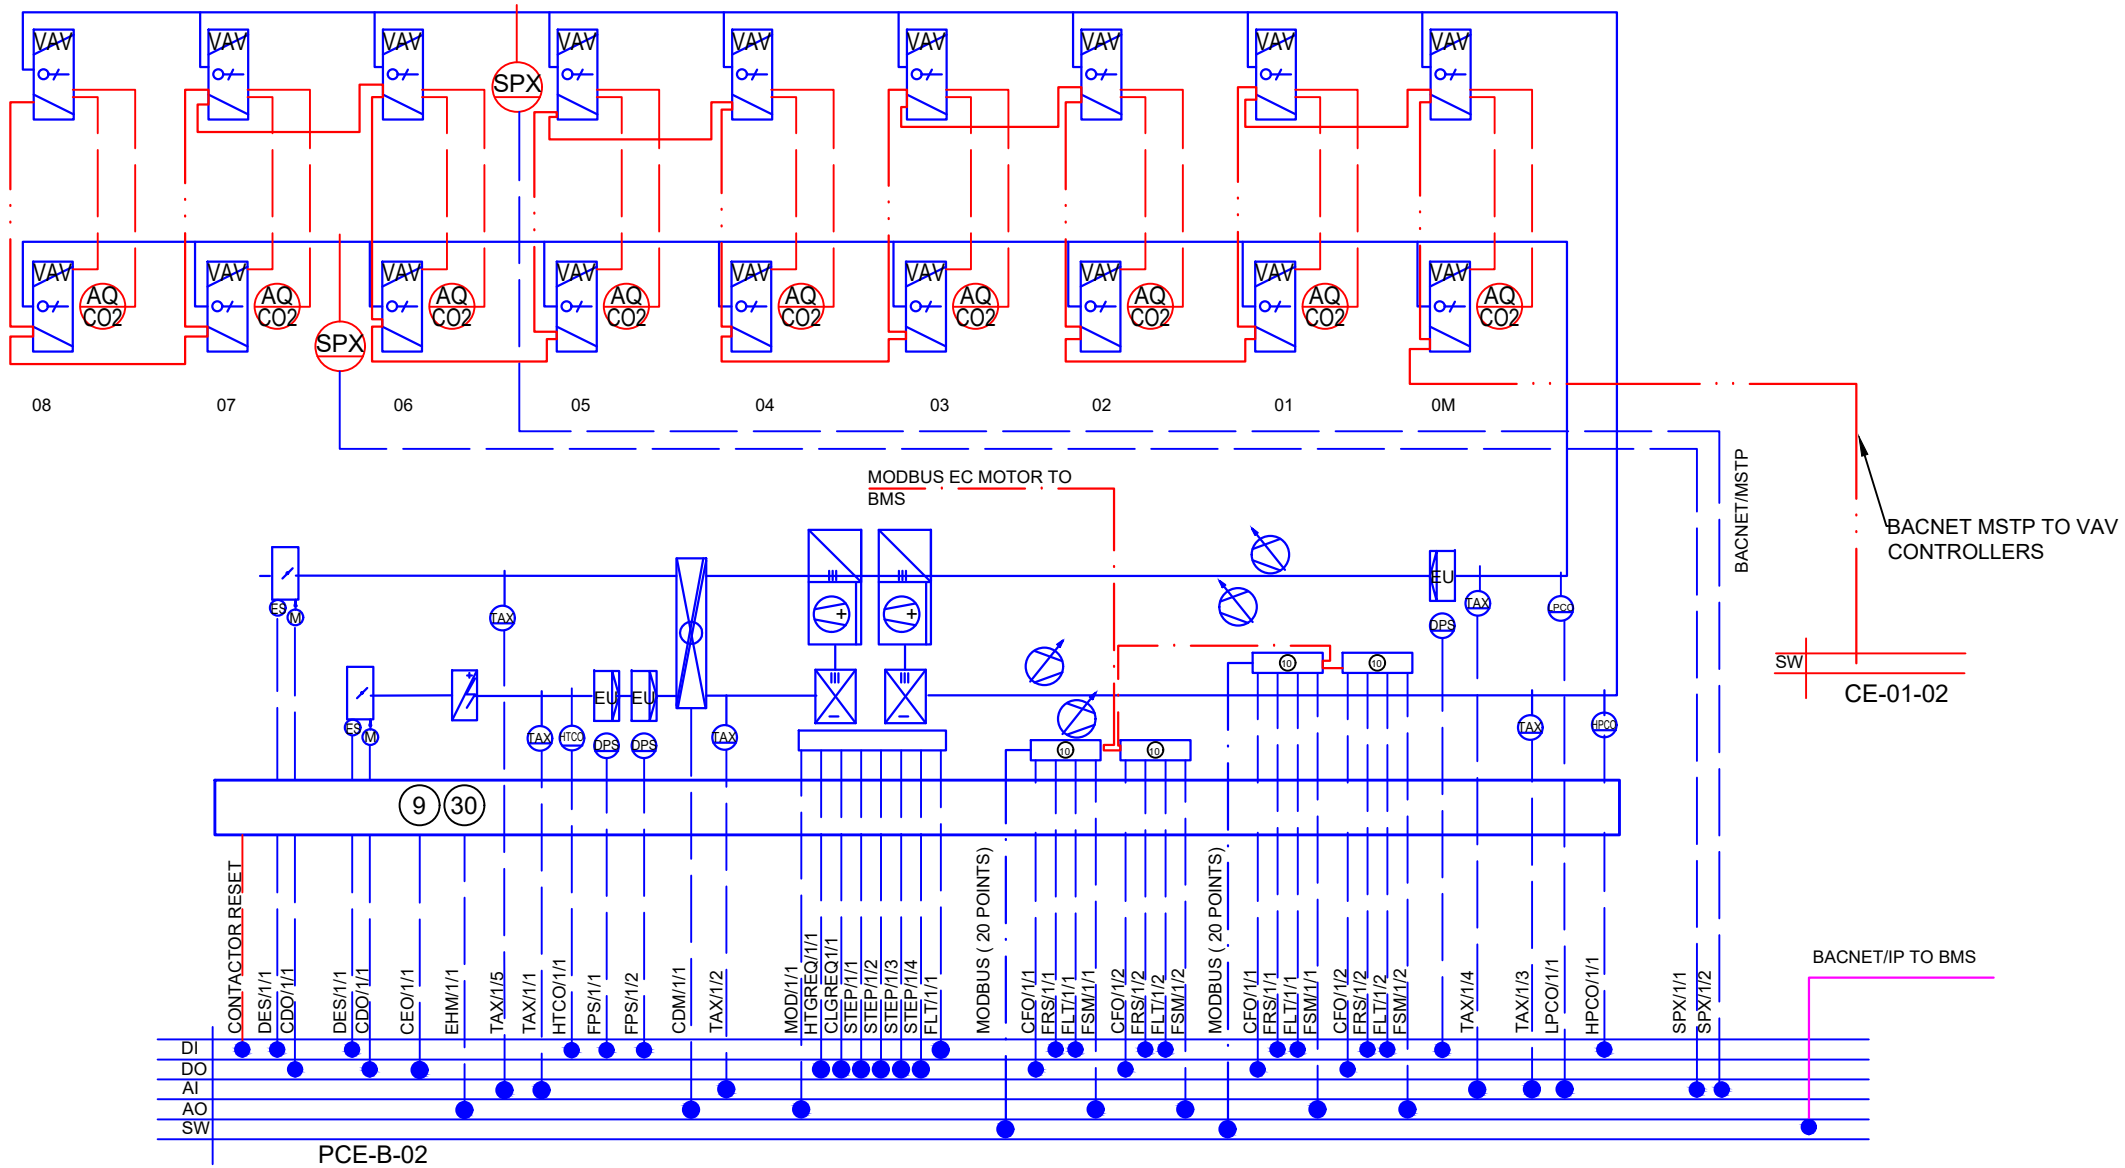 VAV VAV VAV VAV VAV VAV VAV VAV VAV
SPX
VAV VAV VAV VAV VAV VAV VAV VAV VAV
AQ CO2 AQ CO2 AQ CO2 AQ CO2 AQ CO2 AQ CO2 AQ CO2 AQ CO2 AQ CO2
SPX
08 07 06 05 04 03 02 01 0M
MODBUS EC MOTOR TO
BMS
BACNET/MSTP
BACNET MSTP TO VAV
CONTROLLERS
EU
ES M TAX TAX LPCO
DPS
10 10
SW
CE-01-02
EU EU
ES M TAX HTCO DPS DPS TAX TAX HPCO
10 10
9 30
CONTACTOR RESET
DES/1/1
CDO/1/1
DES/1/1
CDO/1/1
CEO/1/1
EHM/1/1
TAX/1/5
TAX/1/1
HTCO/1/1
FPS/1/1
FPS/1/2
CDM/1/1
TAX/1/2
MOD/1/1
HTGREQ/1/1
CLGREQ1/1
STEP/1/1
STEP/1/2
STEP/1/3
STEP/1/4
FLT/1/1
MODBUS ( 20 POINTS)
CFO/1/1
FRS/1/1
FLT/1/1
FSM/1/1
CFO/1/2
FRS/1/2
FLT/1/2
FSM/1/2
MODBUS ( 20 POINTS)
CFO/1/1
FRS/1/1
FLT/1/1
FSM/1/1
CFO/1/2
FRS/1/2
FLT/1/2
FSM/1/2
TAX/1/4
TAX/1/3
LPCO/1/1
HPCO/1/1
SPX/1/1
SPX/1/2
BACNET/IP TO BMS
DI
DO
AI
AO
SW
PCE-B-02